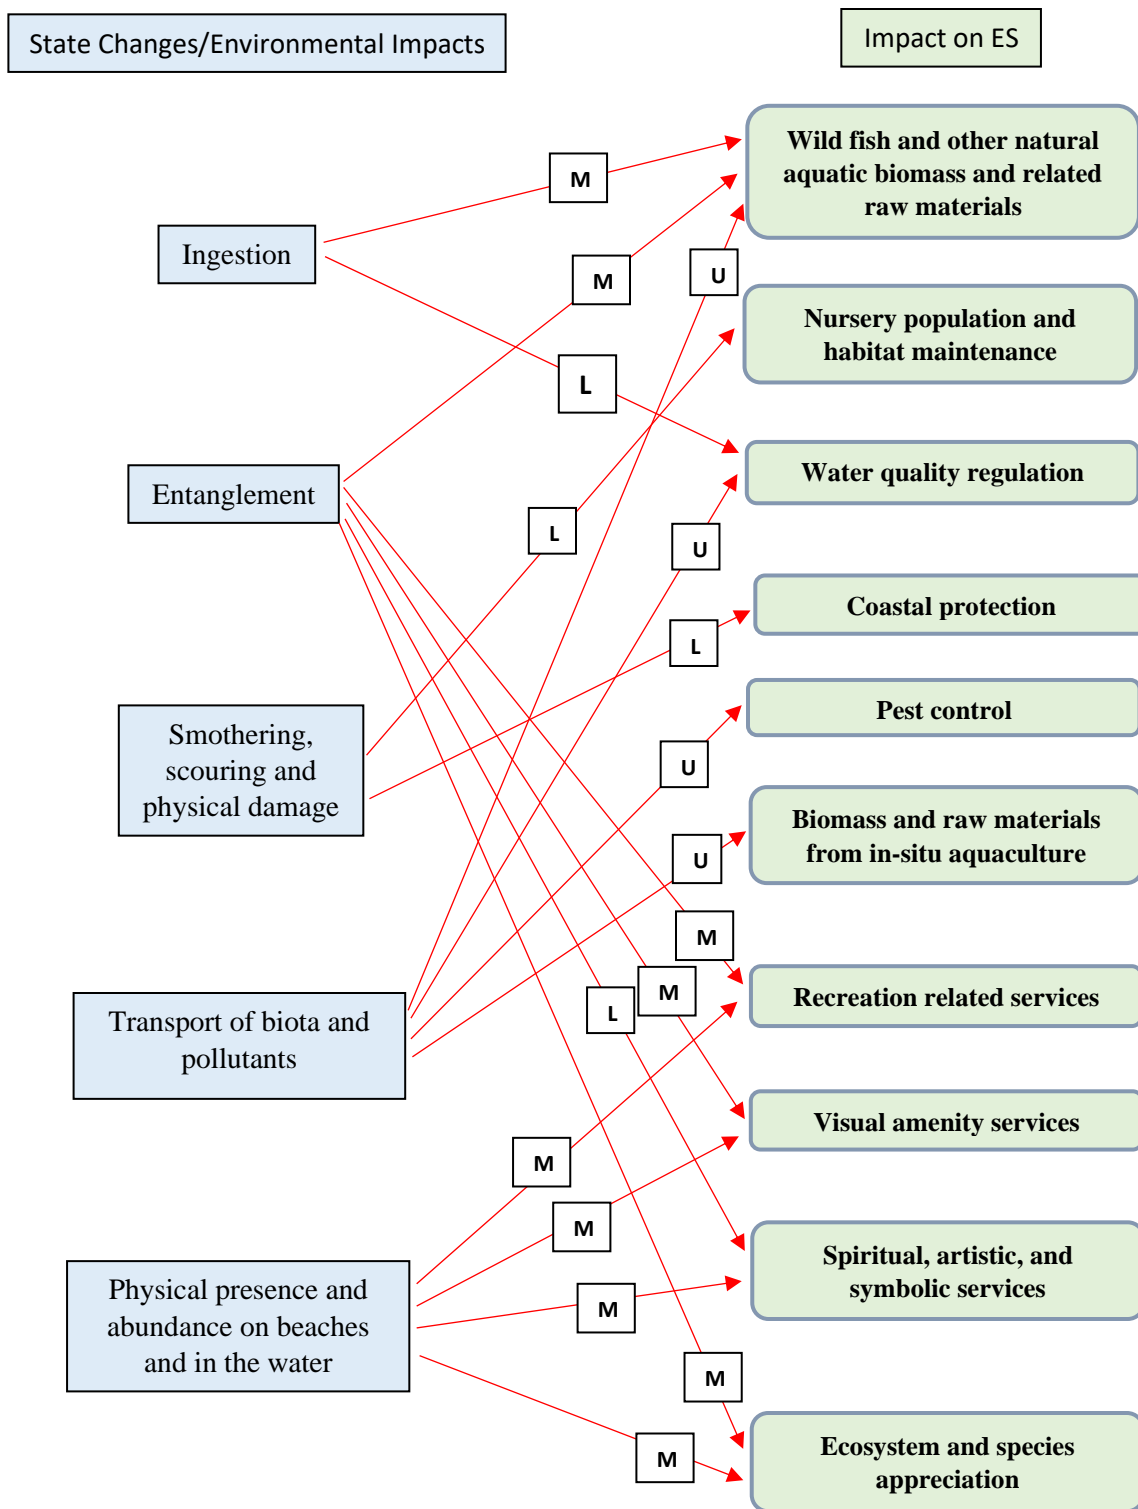 State Changes/Environmental Impacts
Impact on ES
Wild fish and other natural
aquatic biomass and related
raw materials
M
Ingestion
M
U
Nursery population and
habitat maintenance
L
Entanglement
Water quality regulation
L
U
Coastal protection
L
Smothering,
scouring and
physical damage
Pest control
U
Biomass and raw materials
from in-situ aquaculture
U
M
Transport of biota and
pollutants
L
M
Recreation related services
Visual amenity services
M
M
Physical presence and
abundance on beaches
and in the water
M
Spiritual, artistic, and
symbolic services
M
M
Ecosystem and species
appreciation